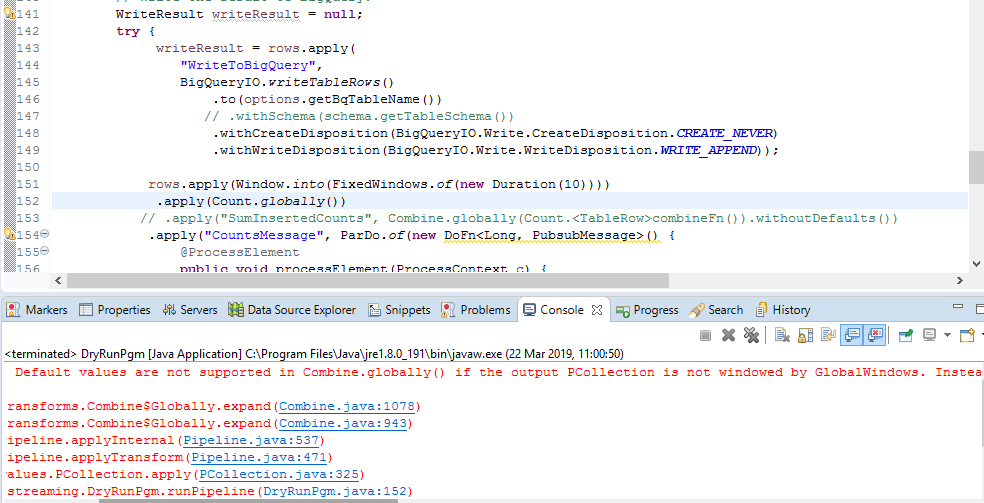 141 WriteResult writeResult = null;
142 try {
143 writeResult = rows.apply(
144 "WriteToBigQuery",
145 BigQueryIO.writeTableRows()
146 .to(options.getBqTableName())
147 // .withSchema(schema.getTableSchema())
148 .withCreateDisposition(BigQueryIO.Write.CreateDisposition.CREATE_NEVER)
149 .withWriteDisposition(BigQueryIO.Write.WriteDisposition.WRITE_APPEND));
150
151 rows.apply(Window.into(FixedWindows.of(new Duration(10))))
152 .apply(Count.globally())
153 // .apply("SumInsertedCounts", Combine.globally(Count.<TableRow>combineFn()).withoutDefaults())
154 .apply("CountsMessage", ParDo.of(new DoFn<Long, PubsubMessage>() {
155 @ProcessElement
156 public void processElement(ProcessContext c) {
Markers Properties Servers Data Source Explorer Snippets Problems Console Progress Search History
<terminated> DryRunPgm [Java Application] C:\Program Files\Java\jre1.8.0_191\bin\javaw.exe (22 Mar 2019, 11:00:50)
Default values are not supported in Combine.globally() if the output PCollection is not windowed by GlobalWindows. Instea
ransforms.Combine$Globally.expand(Combine.java:1078)
ransforms.Combine$Globally.expand(Combine.java:943)
ipeline.applyInternal(Pipeline.java:537)
ipeline.applyTransform(Pipeline.java:471)
alues.PCollection.apply(PCollection.java:325)
streaming.DryRunPgm.runPipeline(DryRunPgm.java:152)